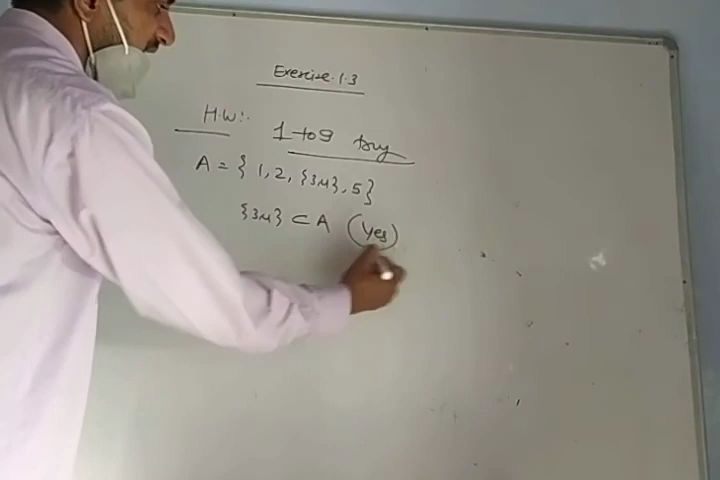 Exercise. 1.3
H.W:-
1 to 9 try
A = { 1, 2, {3,4}, 5}
{3,4} ⊂ A (Yes)